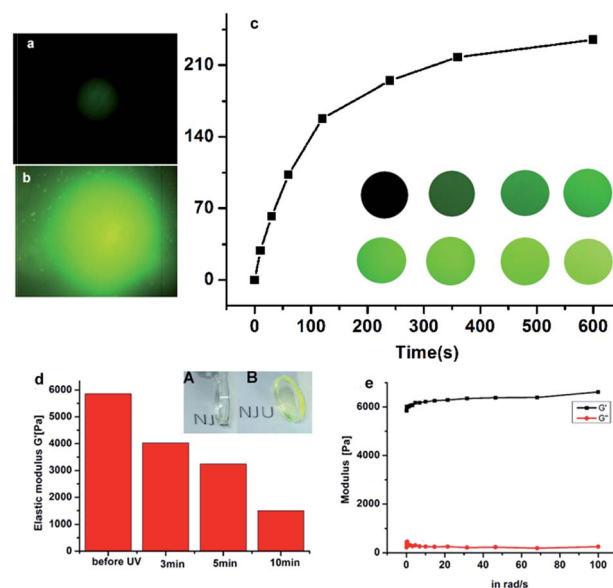 a
b
c
210
140
70
0
0 100 200 300 400 500 600
Time(s)
d
6000
5000
4000
3000
2000
1000
0
Elastic modulus G'[Pa]
before UV 3min 5min 10min
A B
NJU NJU
e
6000
4000
2000
0
Modulus [Pa]
G'
G''
0 20 40 60 80 100
in rad/s